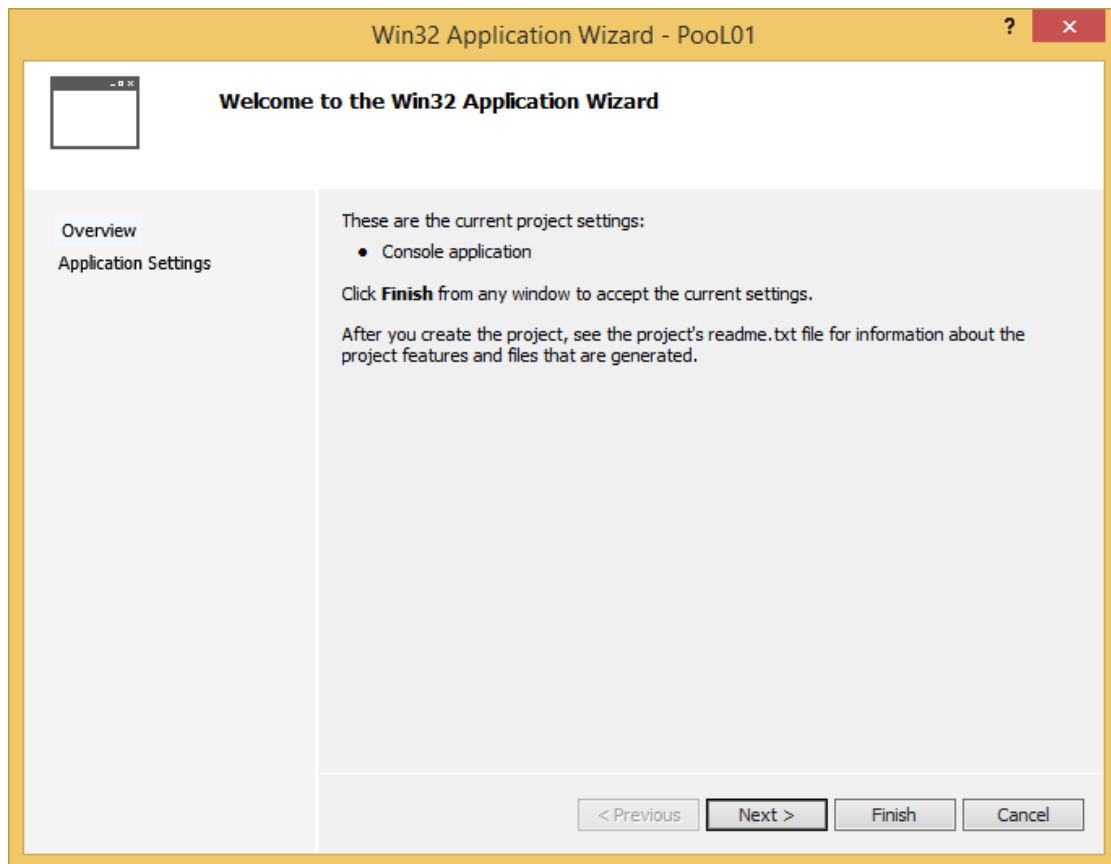 Win32 Application Wizard - PooL01
?
Welcome to the Win32 Application Wizard
Overview
Application Settings
These are the current project settings:
• Console application
Click Finish from any window to accept the current settings.
After you create the project, see the project's readme.txt file for information about the
project features and files that are generated.
< Previous
Next >
Finish
Cancel